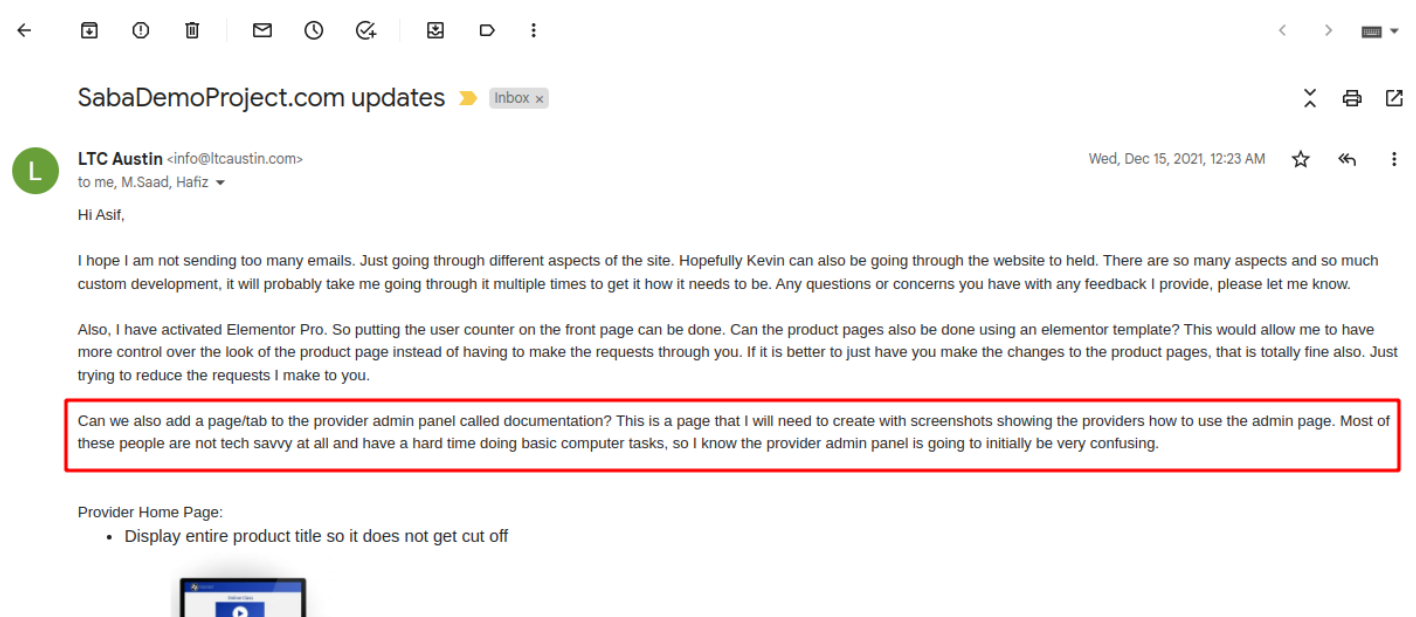 SabaDemoProject.com updates Inbox ×
L
LTC Austin <info@ltcaustin.com> Wed, Dec 15, 2021, 12:23 AM
to me, M.Saad, Hafiz
Hi Asif,
I hope I am not sending too many emails. Just going through different aspects of the site. Hopefully Kevin can also be going through the website to held. There are so many aspects and so much
custom development, it will probably take me going through it multiple times to get it how it needs to be. Any questions or concerns you have with any feedback I provide, please let me know.
Also, I have activated Elementor Pro. So putting the user counter on the front page can be done. Can the product pages also be done using an elementor template? This would allow me to have
more control over the look of the product page instead of having to make the requests through you. If it is better to just have you make the changes to the product pages, that is totally fine also. Just
trying to reduce the requests I make to you.
Can we also add a page/tab to the provider admin panel called documentation? This is a page that I will need to create with screenshots showing the providers how to use the admin page. Most of
these people are not tech savvy at all and have a hard time doing basic computer tasks, so I know the provider admin panel is going to initially be very confusing.
Provider Home Page:
• Display entire product title so it does not get cut off